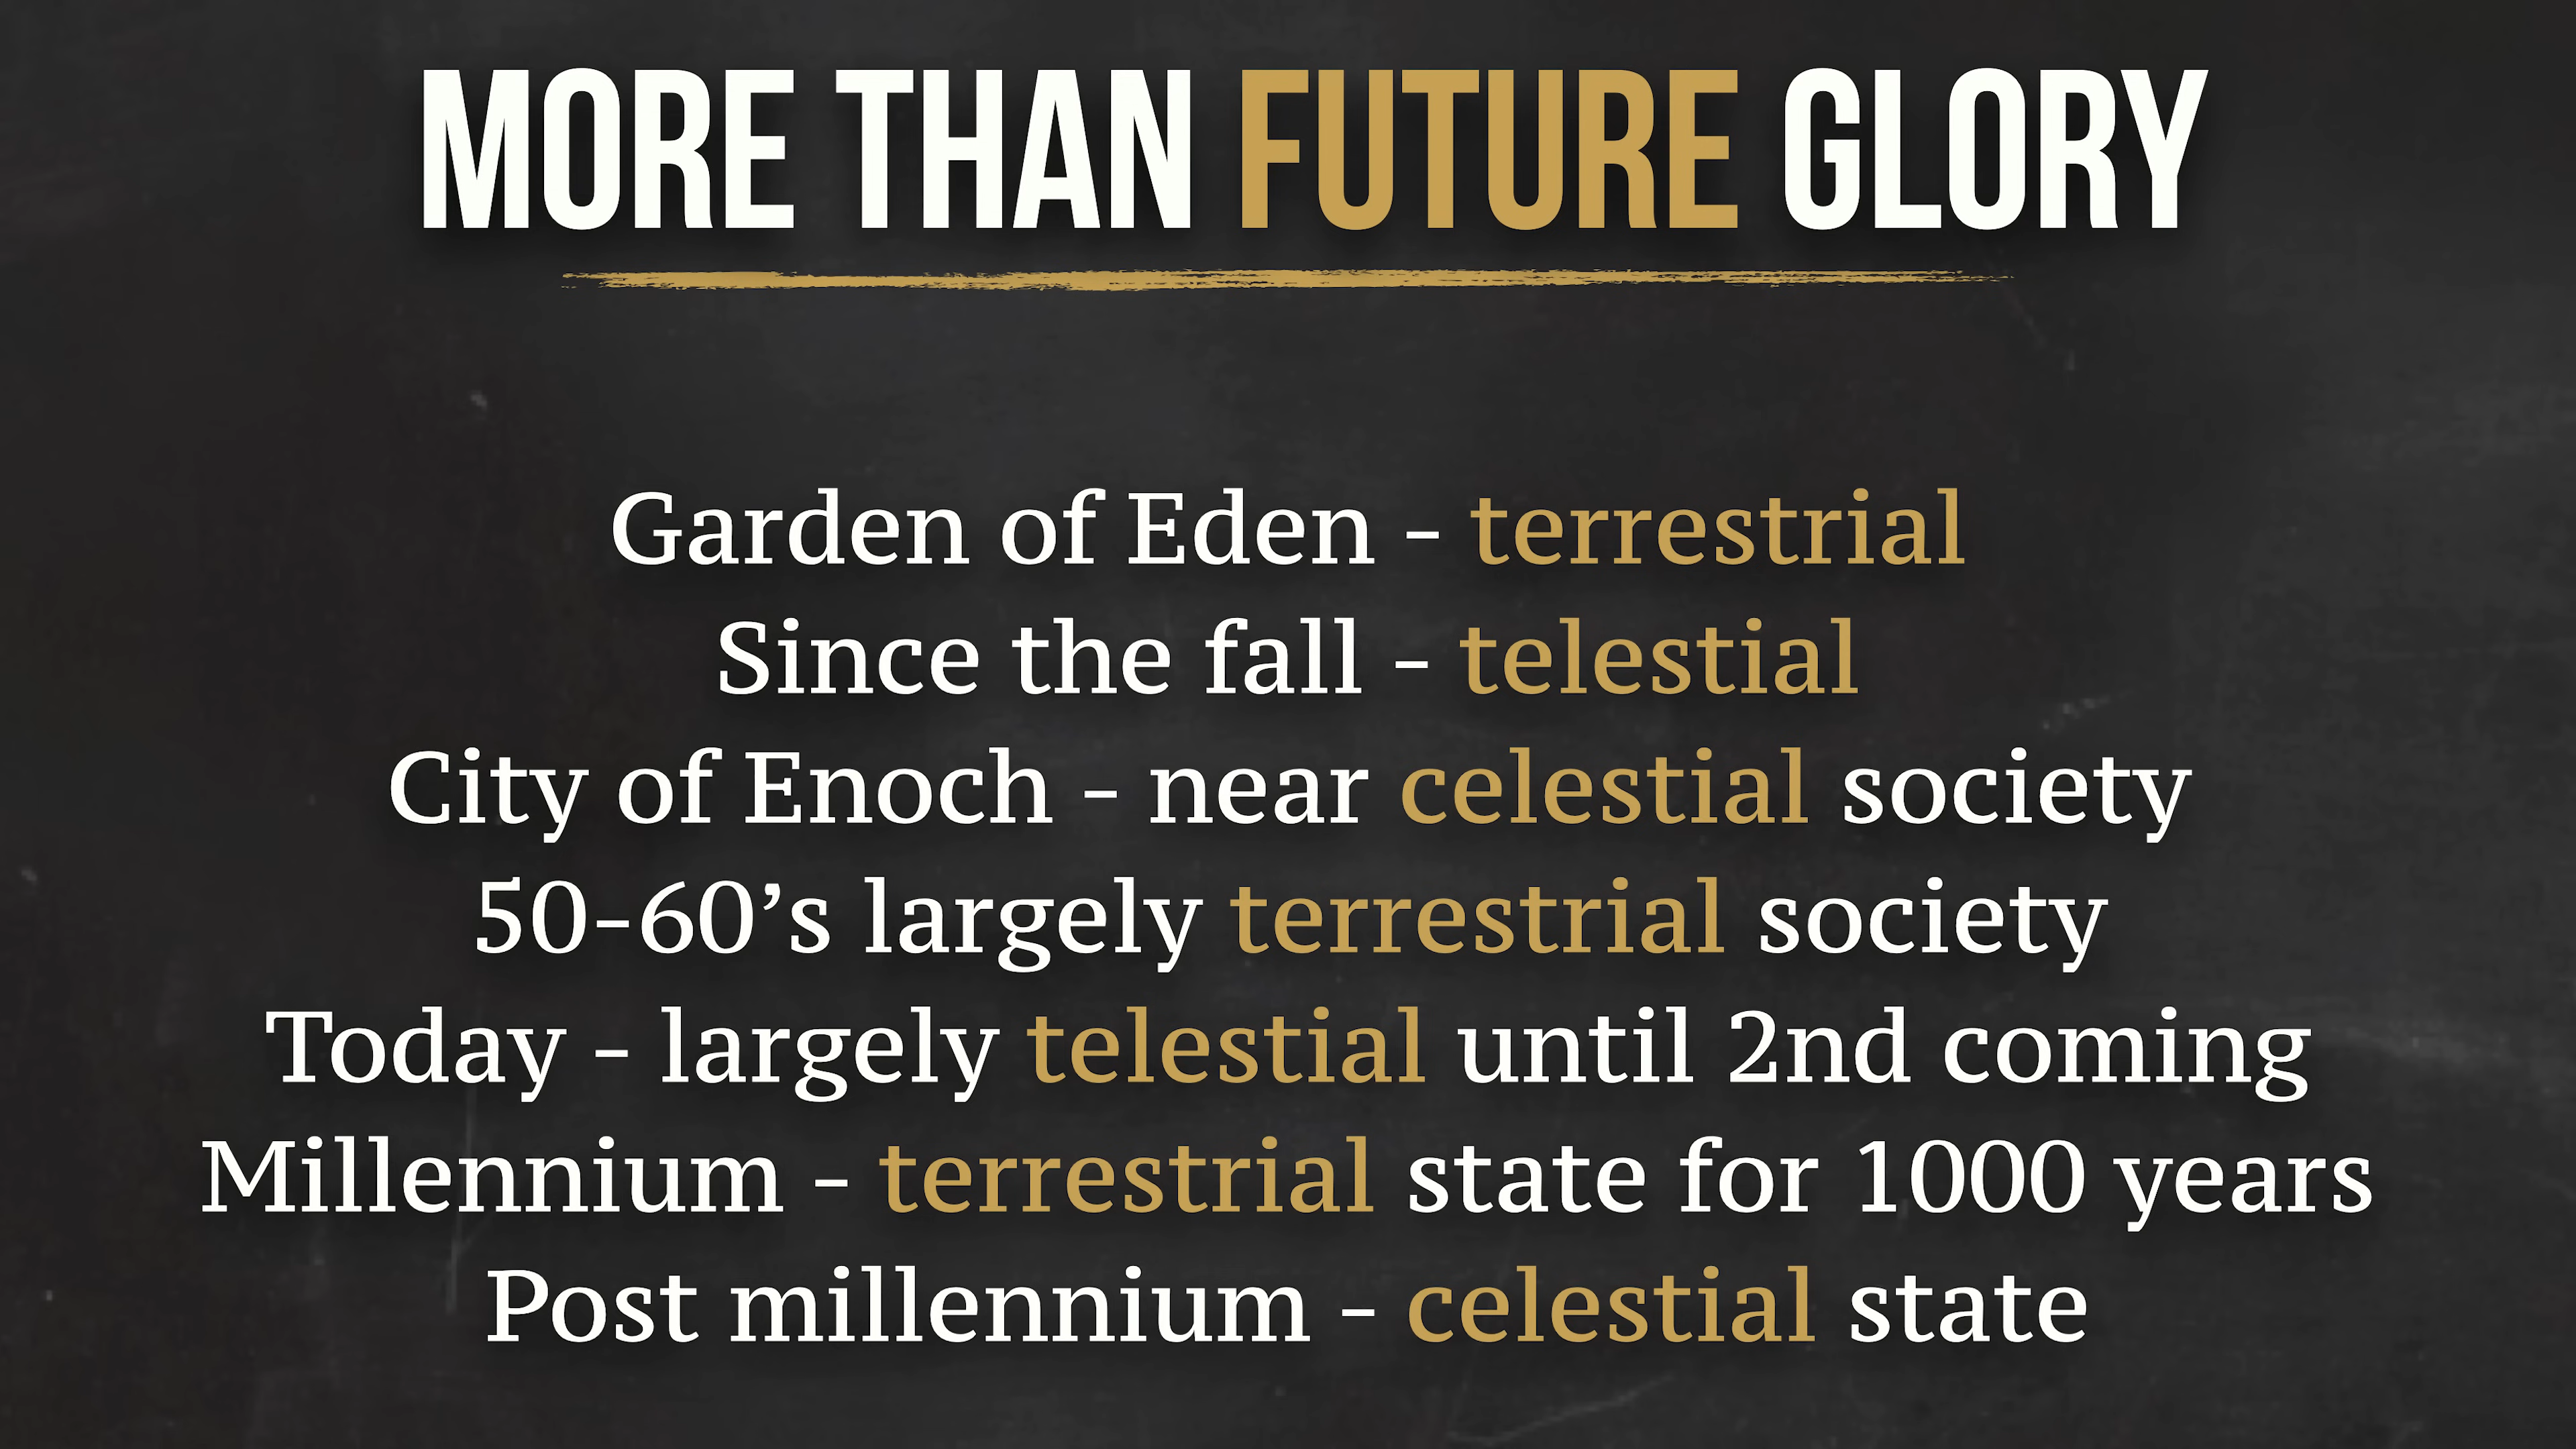 MORE THAN FUTURE GLORY
Garden of Eden - terrestrial
Since the fall - telestial
City of Enoch - near celestial society
50-60’s largely terrestrial society
Today - largely telestial until 2nd coming
Millennium - terrestrial state for 1000 years
Post millennium - celestial state